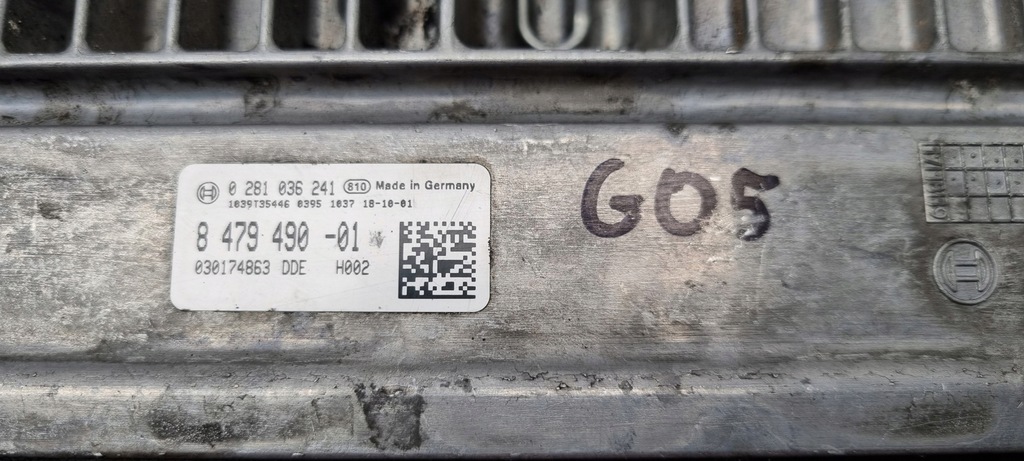 0 281 036 241 810 Made in Germany
1039T35446 0395 1037 18-10-01
8 479 490 -01
030174863 DDE H002
G05